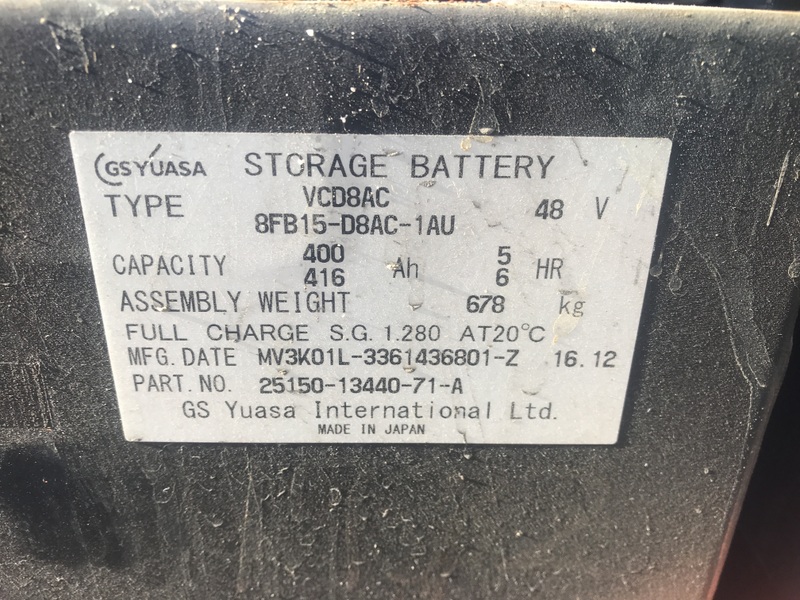 GS YUASA STORAGE BATTERY
TYPE VCD8AC 48 V
8FB15-D8AC-1AU
CAPACITY 400 Ah 5 HR
416 6
ASSEMBLY WEIGHT 678 kg
FULL CHARGE S.G. 1.280 AT20°C
MFG. DATE MV3K01L-3361436801-Z 16.12
PART. NO. 25150-13440-71-A
GS Yuasa International Ltd.
MADE IN JAPAN